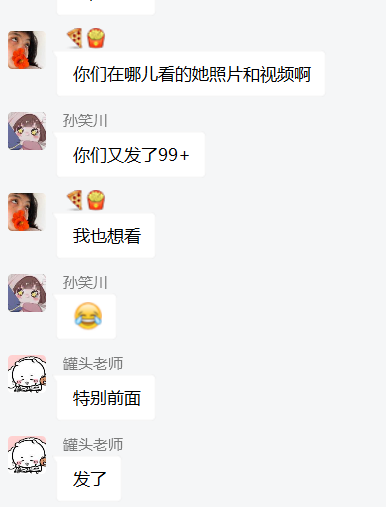 🍕🍟
你们在哪儿看的她照片和视频啊
孙笑川
你们又发了99+
🍕🍟
我也想看
孙笑川
😂
罐头老师
特别前面
罐头老师
发了